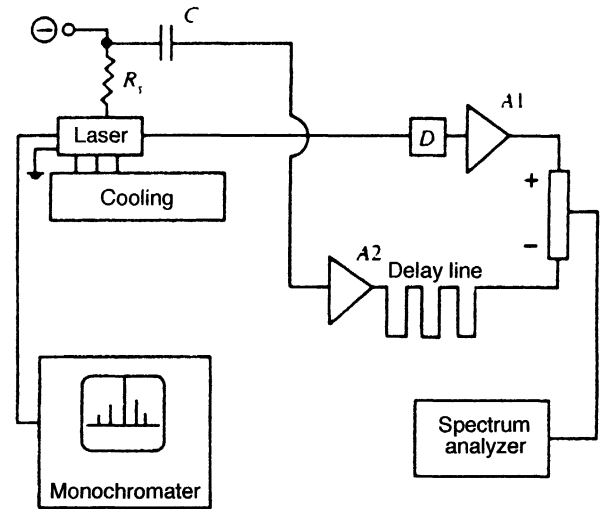 C
R_s
A1
Laser
D
+
Cooling
−
A2
Delay line
Spectrum
analyzer
Monochromater